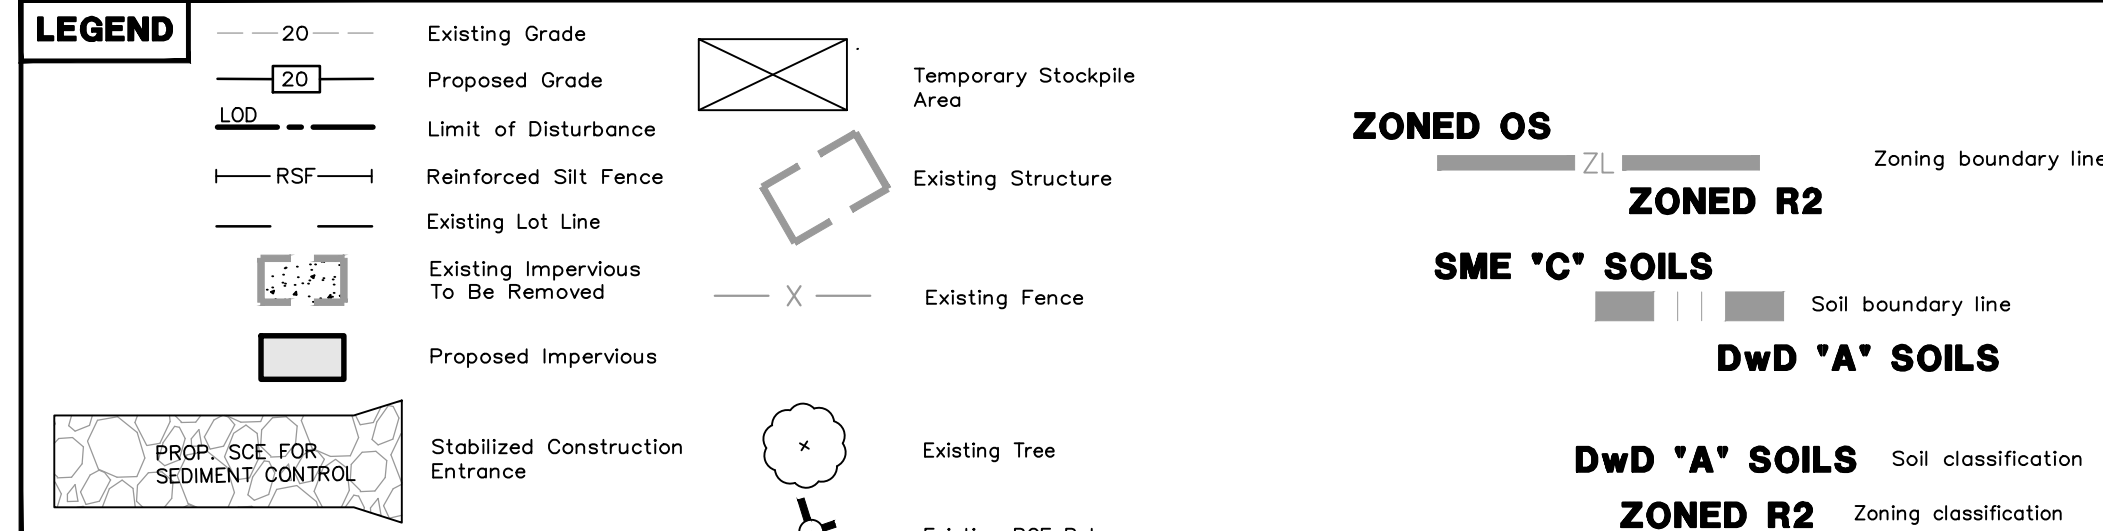 LEGEND
20
Existing Grade
20
Proposed Grade
LOD
Limit of Disturbance
RSF
Reinforced Silt Fence
Existing Lot Line
Existing Impervious
To Be Removed
Proposed Impervious
PROP. SCE FOR
SEDIMENT CONTROL
Stabilized Construction
Entrance
Temporary Stockpile
Area
Existing Structure
X
Existing Fence
x
Existing Tree
ZONED OS
ZL
Zoning boundary line
ZONED R2
SME "C" SOILS
Soil boundary line
DwD "A" SOILS
DwD "A" SOILS
Soil classification
ZONED R2
Zoning classification